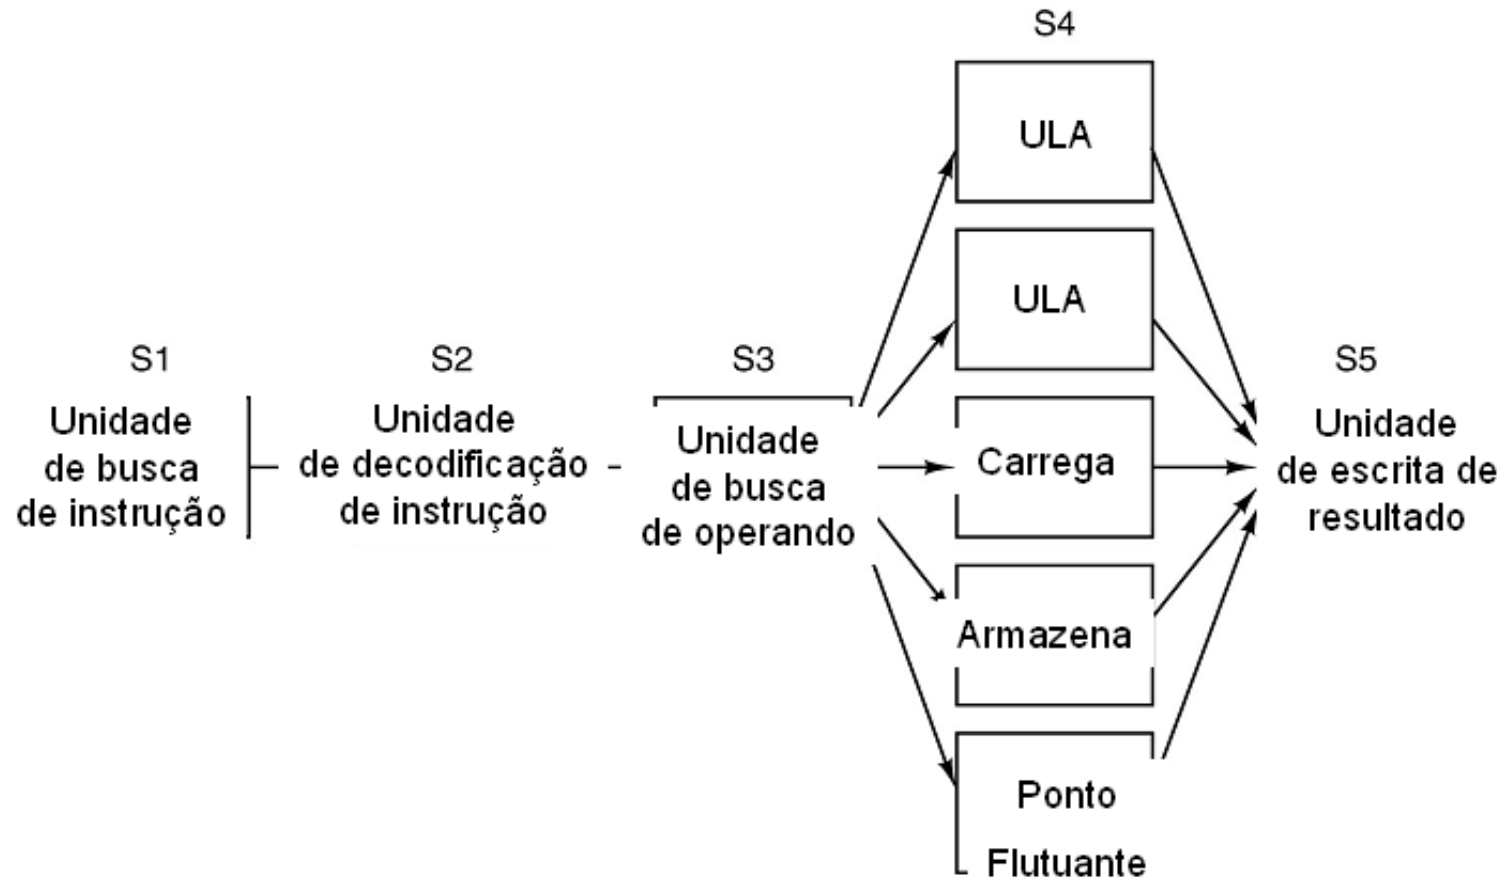 S1
Unidade
de busca
de instrução
S2
Unidade
de decodificação
de instrução
S3
Unidade
de busca
de operando
S4
ULA
ULA
Carrega
Armazena
Ponto
Flutuante
S5
Unidade
de escrita de
resultado